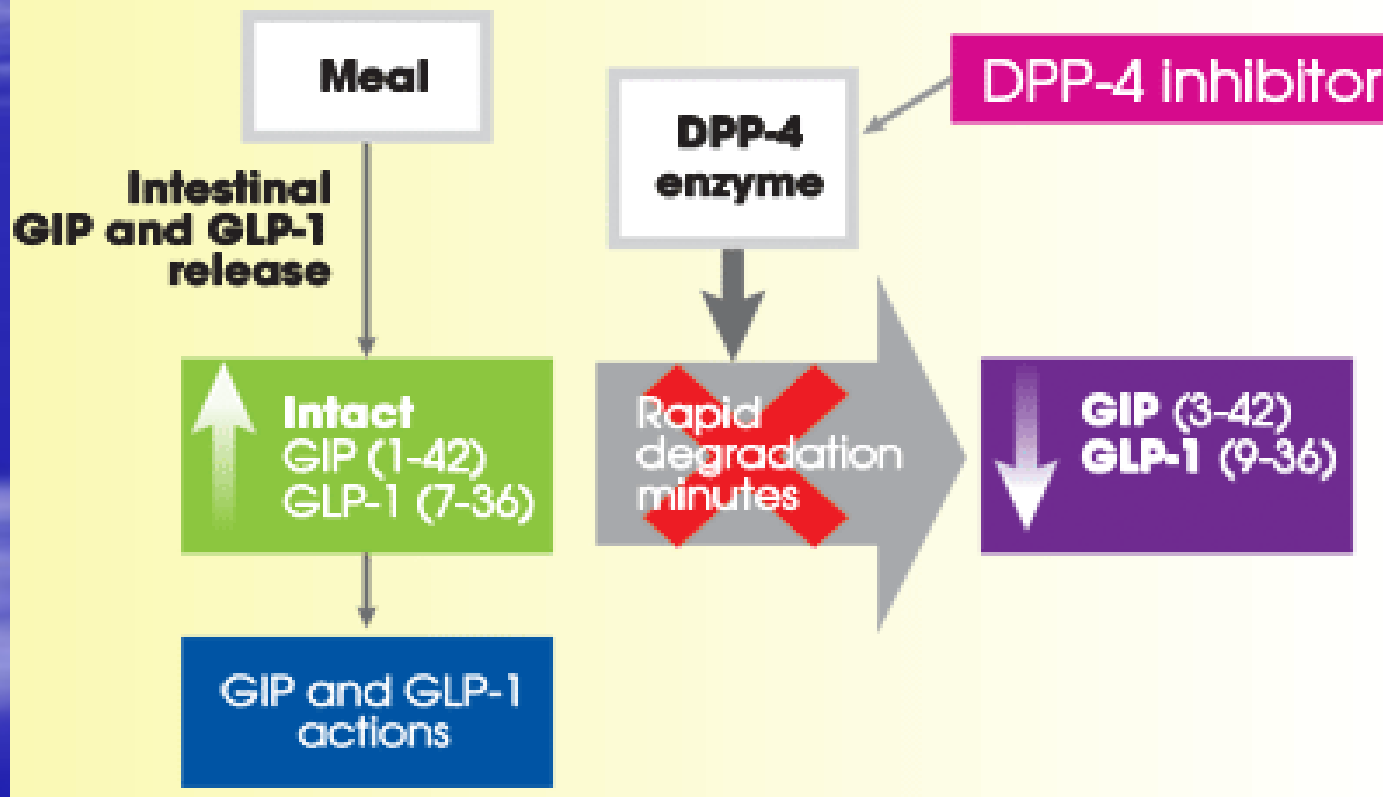 Meal
DPP-4 inhibitor
DPP-4
enzyme
Intestinal
GIP and GLP-1
release
Intact
GIP (1-42)
GLP-1 (7-36)
Rapid
degradation
minutes
GIP (3-42)
GLP-1 (9-36)
GIP and GLP-1
actions